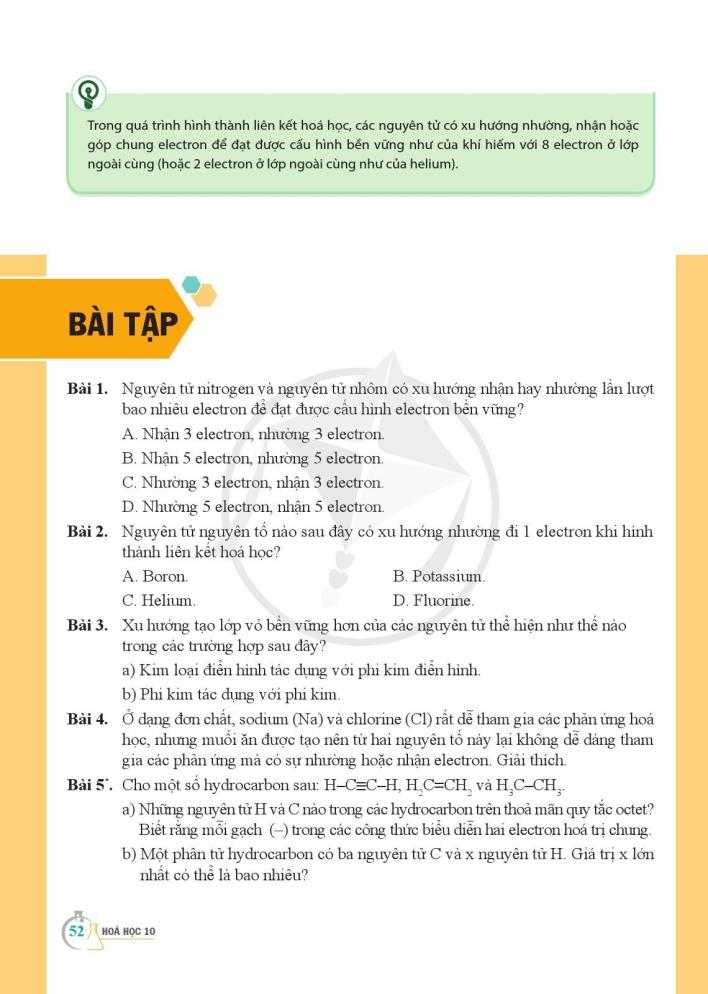 Trong quá trình hình thành liên kết hoá học, các nguyên tử có xu hướng nhường, nhận hoặc
góp chung electron để đạt được cấu hình bền vững như của khí hiếm với 8 electron ở lớp
ngoài cùng (hoặc 2 electron ở lớp ngoài cùng như của helium).
BÀI TẬP
Bài 1. Nguyên tử nitrogen và nguyên tử nhôm có xu hướng nhận hay nhường lần lượt
bao nhiêu electron để đạt được cấu hình electron bền vững?
A. Nhận 3 electron, nhường 3 electron.
B. Nhận 5 electron, nhường 5 electron.
C. Nhường 3 electron, nhận 3 electron.
D. Nhường 5 electron, nhận 5 electron.
Bài 2. Nguyên tử nguyên tố nào sau đây có xu hướng nhường đi 1 electron khi hình
thành liên kết hoá học?
A. Boron. B. Potassium.
C. Helium. D. Fluorine.
Bài 3. Xu hướng tạo lớp vỏ bền vững hơn của các nguyên tử thể hiện như thế nào
trong các trường hợp sau đây?
a) Kim loại điển hình tác dụng với phi kim điển hình.
b) Phi kim tác dụng với phi kim.
Bài 4. Ở dạng đơn chất, sodium (Na) và chlorine (Cl) rất dễ tham gia các phản ứng hoá
học, nhưng muối ăn được tạo nên từ hai nguyên tố này lại không dễ dàng tham
gia các phản ứng mà có sự nhường hoặc nhận electron. Giải thích.
Bài 5*. Cho một số hydrocarbon sau: H–C≡C–H, H₂C=CH₂ và H₃C–CH₃.
a) Những nguyên tử H và C nào trong các hydrocarbon trên thoả mãn quy tắc octet?
Biết rằng mỗi gạch (–) trong các công thức biểu diễn hai electron hoá trị chung.
b) Một phân tử hydrocarbon có ba nguyên tử C và x nguyên tử H. Giá trị x lớn
nhất có thể là bao nhiêu?
52 HOÁ HỌC 10